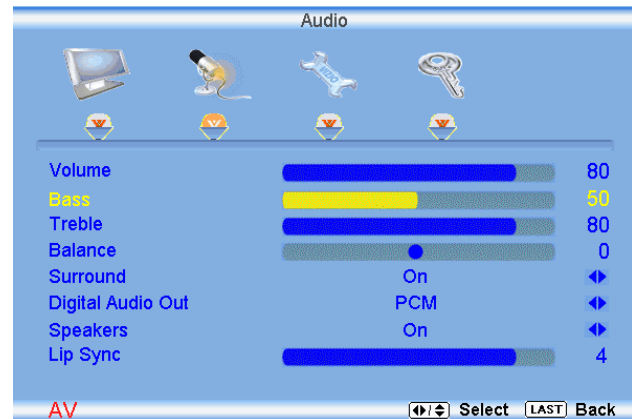 Audio
Volume 80
Bass 50
Treble 80
Balance 0
Surround On
Digital Audio Out PCM
Speakers On
Lip Sync 4
AV Select LAST Back